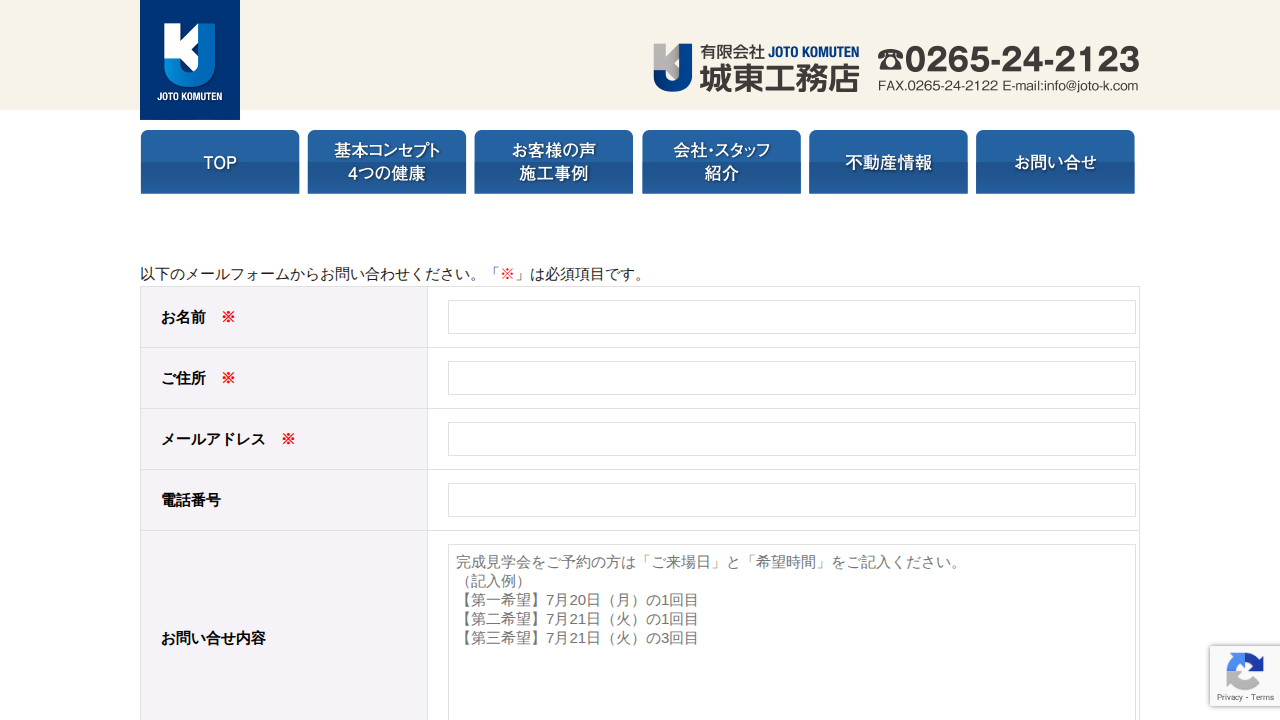 JOTO KOMUTEN
有限会社 JOTO KOMUTEN
城東工務店
☎0265-24-2123
FAX.0265-24-2122 E-mail:info@joto-k.com
TOP
基本コンセプト
4つの健康
お客様の声
施工事例
会社・スタッフ
紹介
不動産情報
お問い合せ
以下のメールフォームからお問い合わせください。「※」は必須項目です。
お名前 ※
ご住所 ※
メールアドレス ※
電話番号
お問い合せ内容
完成見学会をご予約の方は「ご来場日」と「希望時間」をご記入ください。
（記入例）
【第一希望】7月20日（月）の1回目
【第二希望】7月21日（火）の1回目
【第三希望】7月21日（火）の3回目
Privacy - Terms